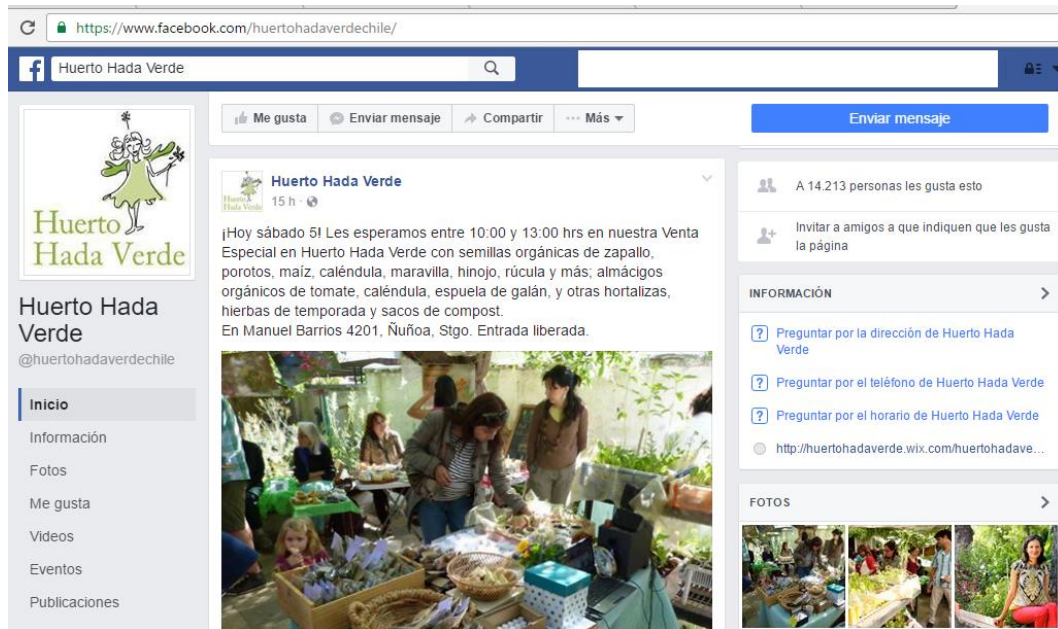 https://www.facebook.com/huertohadaverdechile/
Huerto Hada Verde
Me gusta
Enviar mensaje
Compartir
Más
Enviar mensaje
Huerto
Hada Verde
Huerto Hada
Verde
@huertohadaverdechile
Inicio
Información
Fotos
Me gusta
Videos
Eventos
Publicaciones
Huerto
Hada Verde
Huerto Hada Verde
15 h ·
¡Hoy sábado 5! Les esperamos entre 10:00 y 13:00 hrs en nuestra Venta
Especial en Huerto Hada Verde con semillas orgánicas de zapallo,
porotos, maíz, caléndula, maravilla, hinojo, rúcula y más; almácigos
orgánicos de tomate, caléndula, espuela de galán, y otras hortalizas,
hierbas de temporada y sacos de compost.
En Manuel Barrios 4201, Ñuñoa, Stgo. Entrada liberada.
A 14.213 personas les gusta esto
Invitar a amigos a que indiquen que les gusta
la página
INFORMACIÓN
Preguntar por la dirección de Huerto Hada
Verde
Preguntar por el teléfono de Huerto Hada Verde
Preguntar por el horario de Huerto Hada Verde
http://huertohadaverde.wix.com/huertohadave...
FOTOS